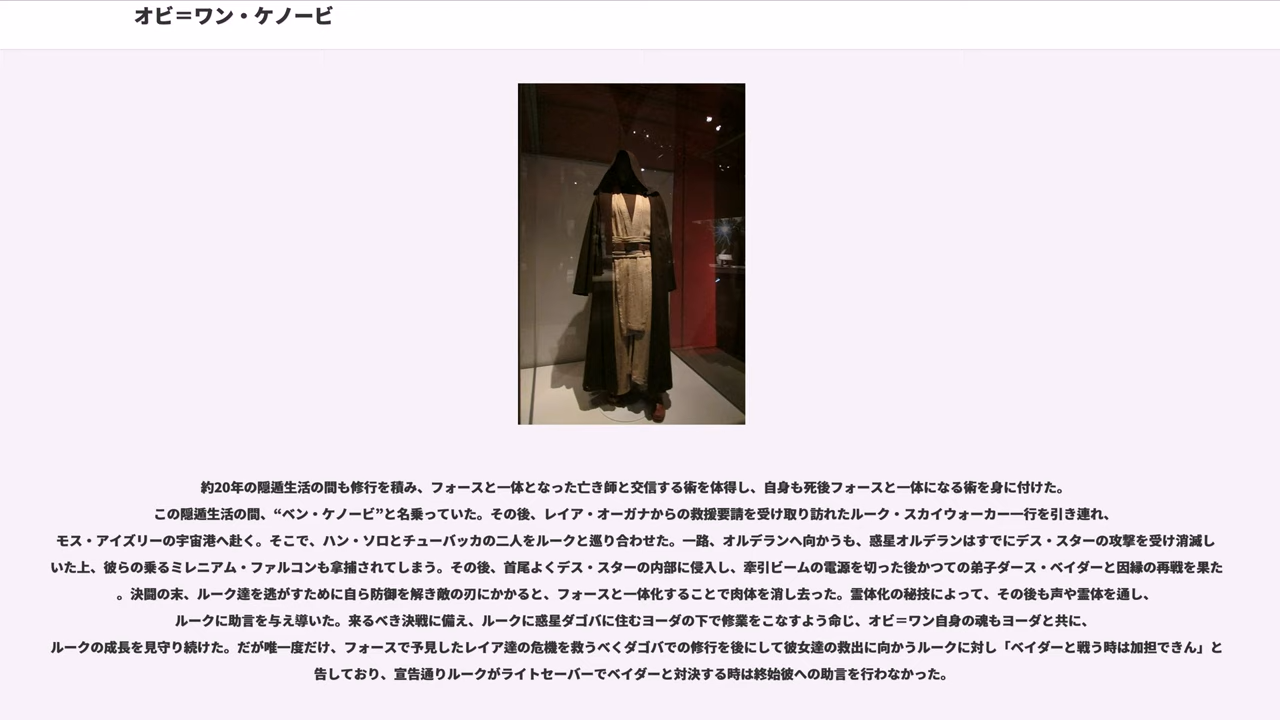 オビ＝ワン・ケノービ
約20年の隠遁生活の間も修行を積み、フォースと一体となった亡き師と交信する術を体得し、自身も死後フォースと一体になる術を身に付けた。
この隠遁生活の間、“ベン・ケノービ”と名乗っていた。その後、レイア・オーガナからの救援要請を受け取り訪れたルーク・スカイウォーカー一行を引き連れ、
モス・アイズリーの宇宙港へ赴く。そこで、ハン・ソロとチューバッカの二人をルークと巡り合わせた。一路、オルデランへ向かうも、惑星オルデランはすでにデス・スターの攻撃を受け消滅し
いた上、彼らの乗るミレニアム・ファルコンも拿捕されてしまう。その後、首尾よくデス・スターの内部に侵入し、牽引ビームの電源を切った後かつての弟子ダース・ベイダーと因縁の再戦を果た
。決闘の末、ルーク達を逃がすために自ら防御を解き敵の刃にかかると、フォースと一体化することで肉体を消し去った。霊体化の秘技によって、その後も声や霊体を通し、
ルークに助言を与え導いた。来るべき決戦に備え、ルークに惑星ダゴバに住むヨーダの下で修業をこなすよう命じ、オビ＝ワン自身の魂もヨーダと共に、
ルークの成長を見守り続けた。だが唯一度だけ、フォースで予見したレイア達の危機を救うべくダゴバでの修行を後にして彼女達の救出に向かうルークに対し「ベイダーと戦う時は加担できん」と
告しており、宣告通りルークがライトセーバーでベイダーと対決する時は終始彼への助言を行わなかった。